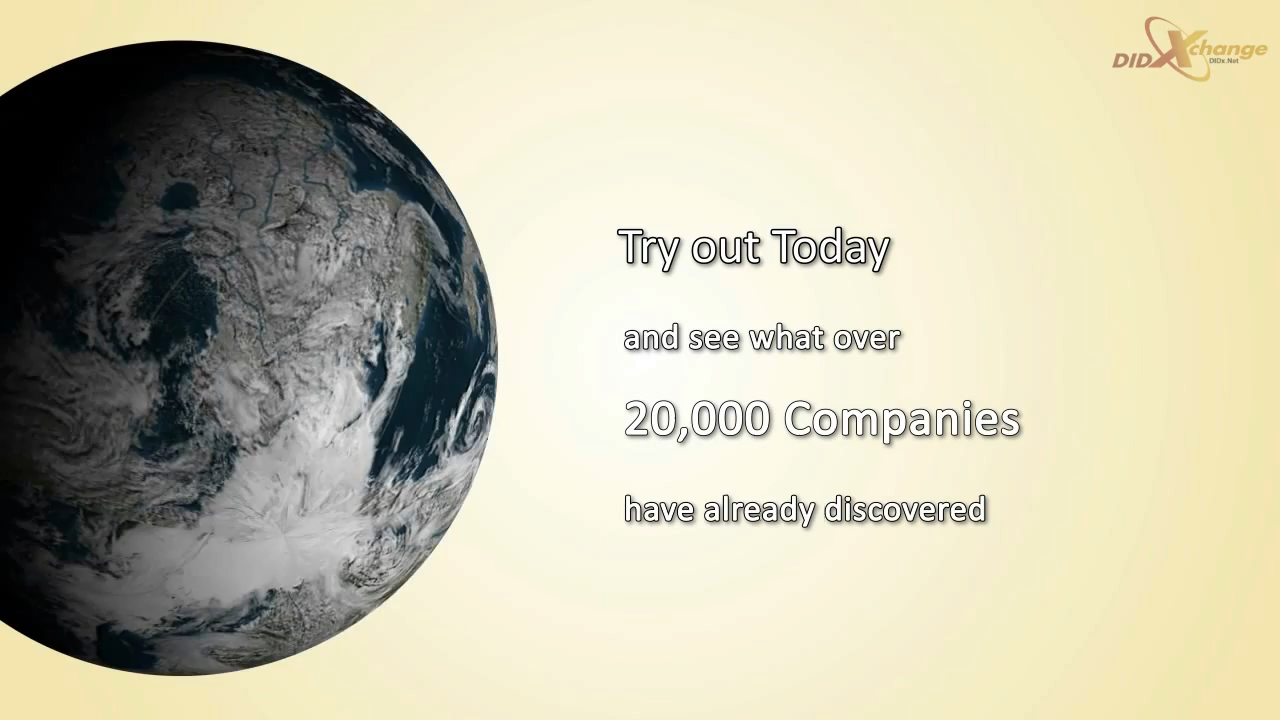 DIDXchange
DIDx.Net
Try out Today
and see what over
20,000 Companies
have already discovered